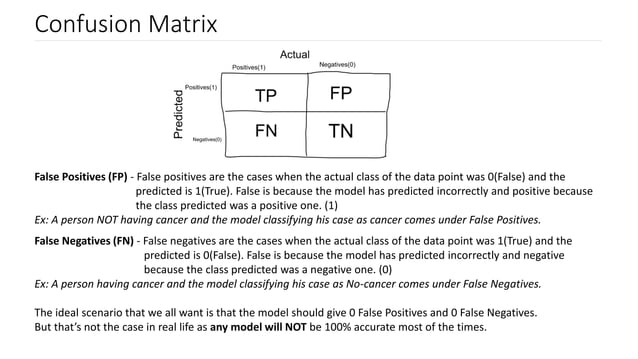 Confusion Matrix
Actual
Positives(1)
Negatives(0)
Predicted
Positives(1)
TP
FP
Negatives(0)
FN
TN
False Positives (FP) - False positives are the cases when the actual class of the data point was 0(False) and the
predicted is 1(True). False is because the model has predicted incorrectly and positive because
the class predicted was a positive one. (1)
Ex: A person NOT having cancer and the model classifying his case as cancer comes under False Positives.
False Negatives (FN) - False negatives are the cases when the actual class of the data point was 1(True) and the
predicted is 0(False). False is because the model has predicted incorrectly and negative
because the class predicted was a negative one. (0)
Ex: A person having cancer and the model classifying his case as No-cancer comes under False Negatives.
The ideal scenario that we all want is that the model should give 0 False Positives and 0 False Negatives.
But that’s not the case in real life as any model will NOT be 100% accurate most of the times.